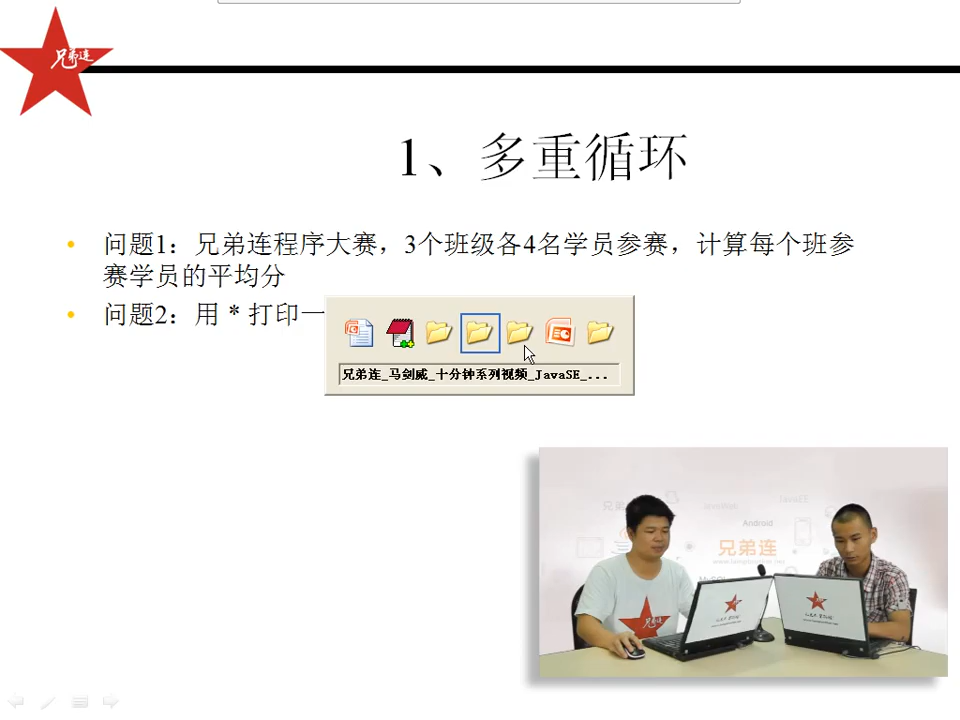 兄弟连
1、多重循环
问题1：兄弟连程序大赛，3个班级各4名学员参赛，计算每个班参
赛学员的平均分
问题2：用 * 打印一
兄弟连_马剑威_十分钟系列视频_JavaSE_...
JavaEE
Android
兄弟连
兄弟连